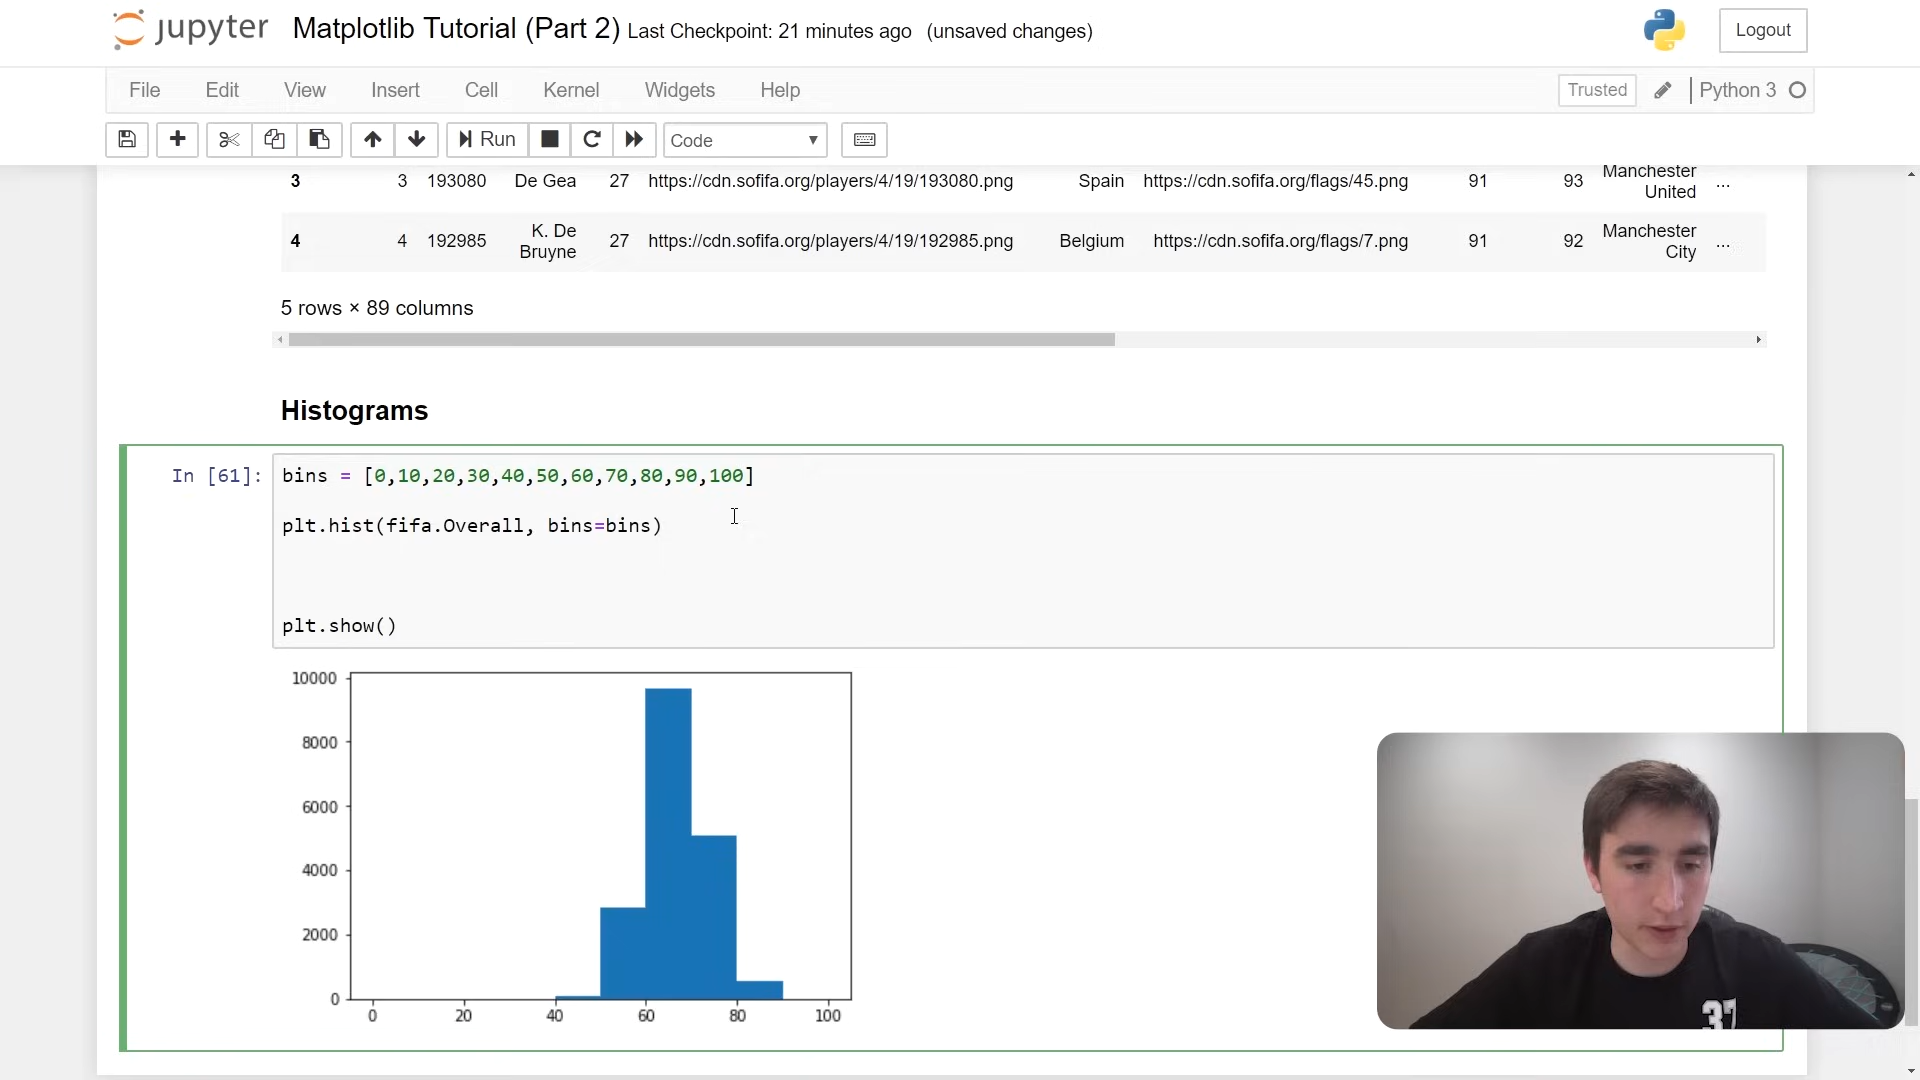 jupyter Matplotlib Tutorial (Part 2) Last Checkpoint: 21 minutes ago (unsaved changes) Logout
File Edit View Insert Cell Kernel Widgets Help Trusted Python 3
Run Code
3 3 193080 De Gea 27 https://cdn.sofifa.org/players/4/19/193080.png Spain https://cdn.sofifa.org/flags/45.png 91 93 Manchester United ...
4 4 192985 K. De Bruyne 27 https://cdn.sofifa.org/players/4/19/192985.png Belgium https://cdn.sofifa.org/flags/7.png 91 92 Manchester City ...
5 rows × 89 columns
Histograms
In [61]: bins = [0,10,20,30,40,50,60,70,80,90,100]
plt.hist(fifa.Overall, bins=bins)
plt.show()
10000
8000
6000
4000
2000
0
0 20 40 60 80 100
37